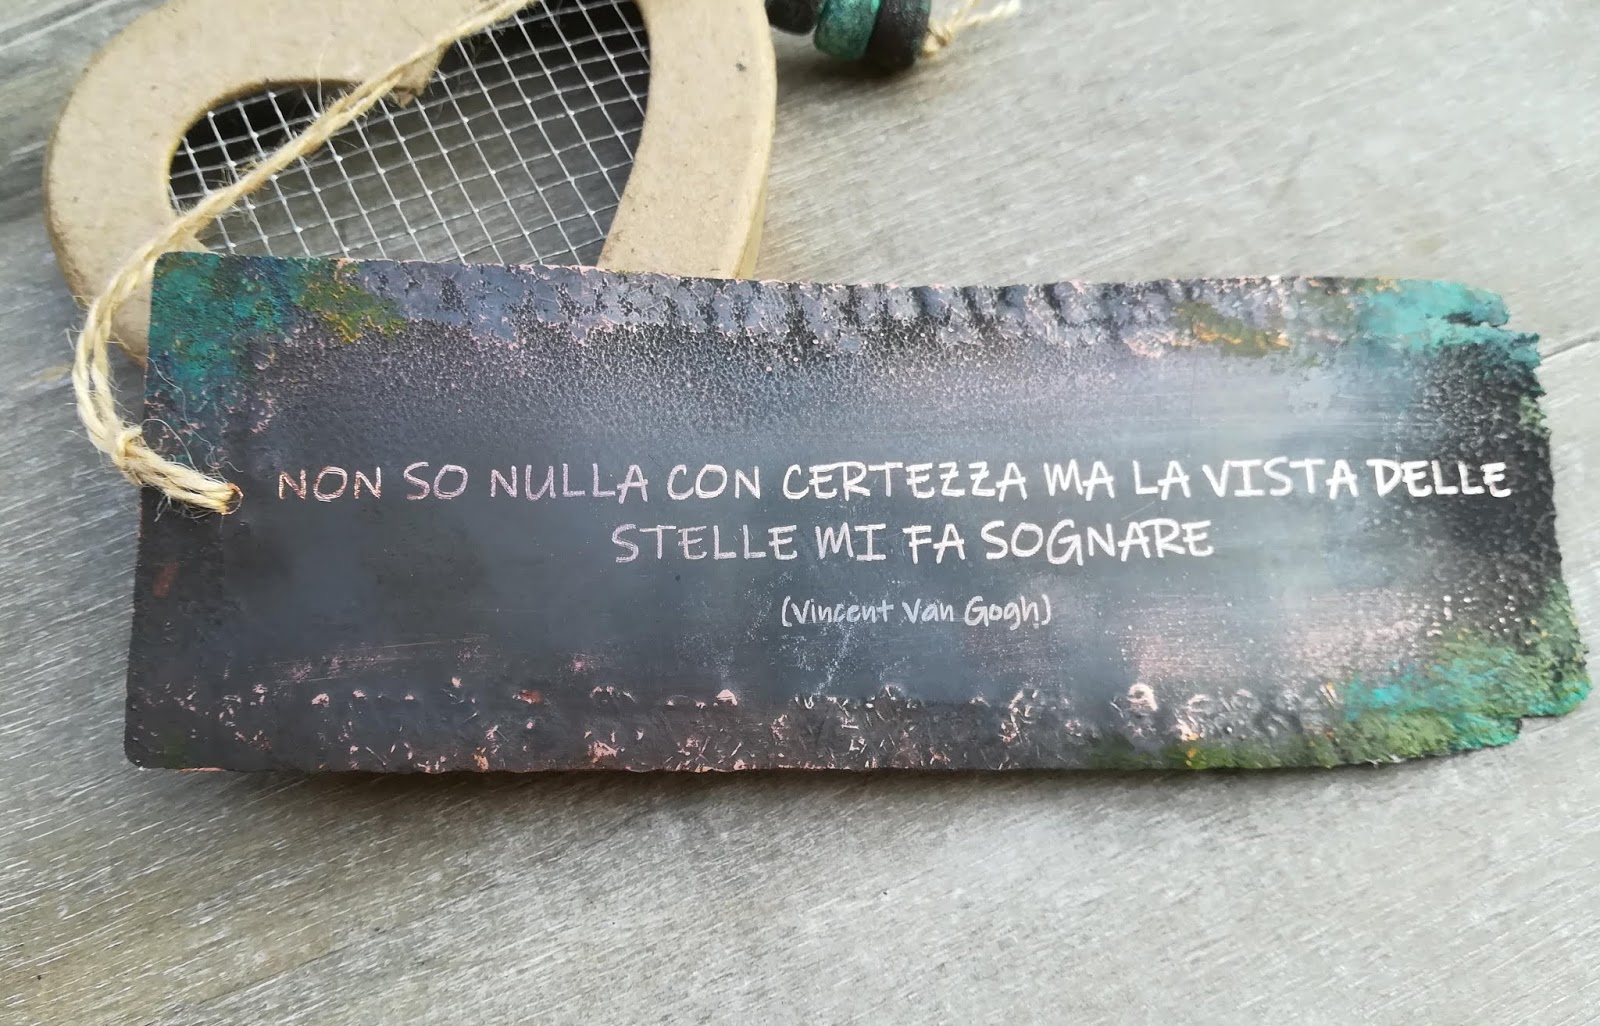 NON SO NULLA CON CERTEZZA MA LA VISTA DELLE
STELLE MI FA SOGNARE
(Vincent Van Gogh)